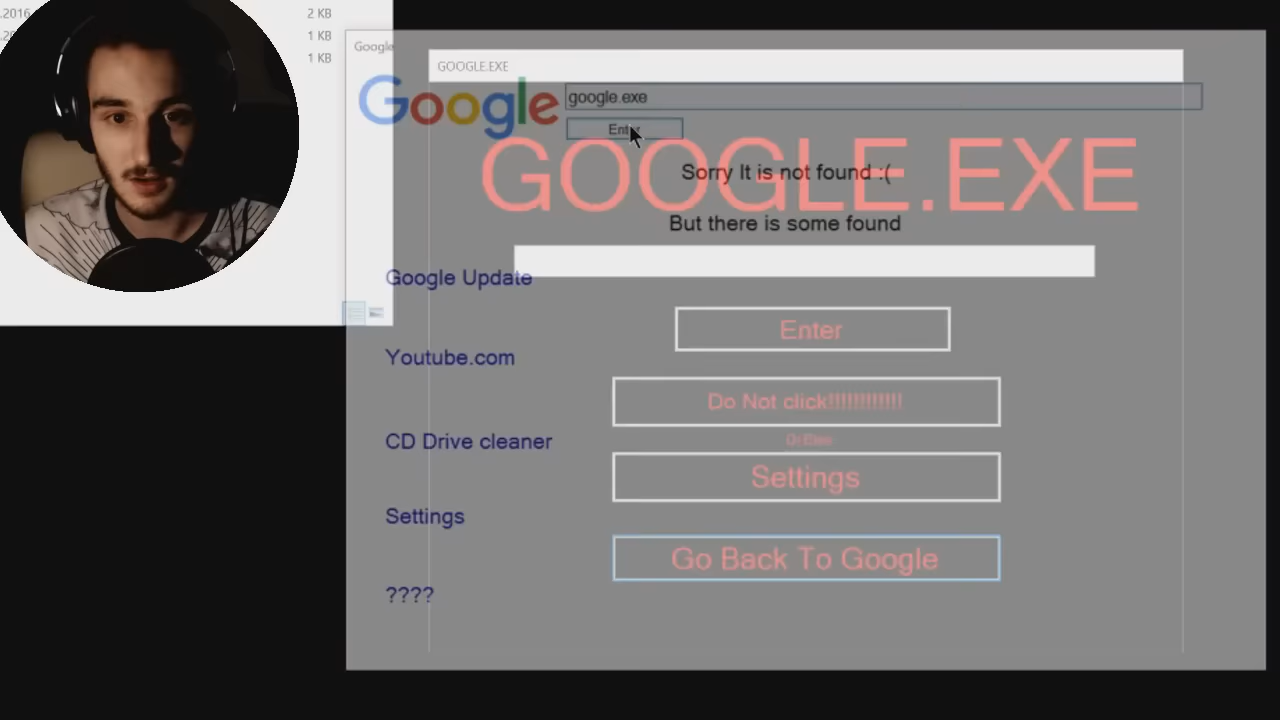 .2016
2 KB
1 KB
1 KB
Google
GOOGLE.EXE
Google
google.exe
Enter
GOOGLE.EXE
Sorry It is not found :(
But there is some found
Google Update
Enter
Youtube.com
Do Not click!!!!!!!!!!!!
CD Drive cleaner
Settings
Settings
Go Back To Google
????